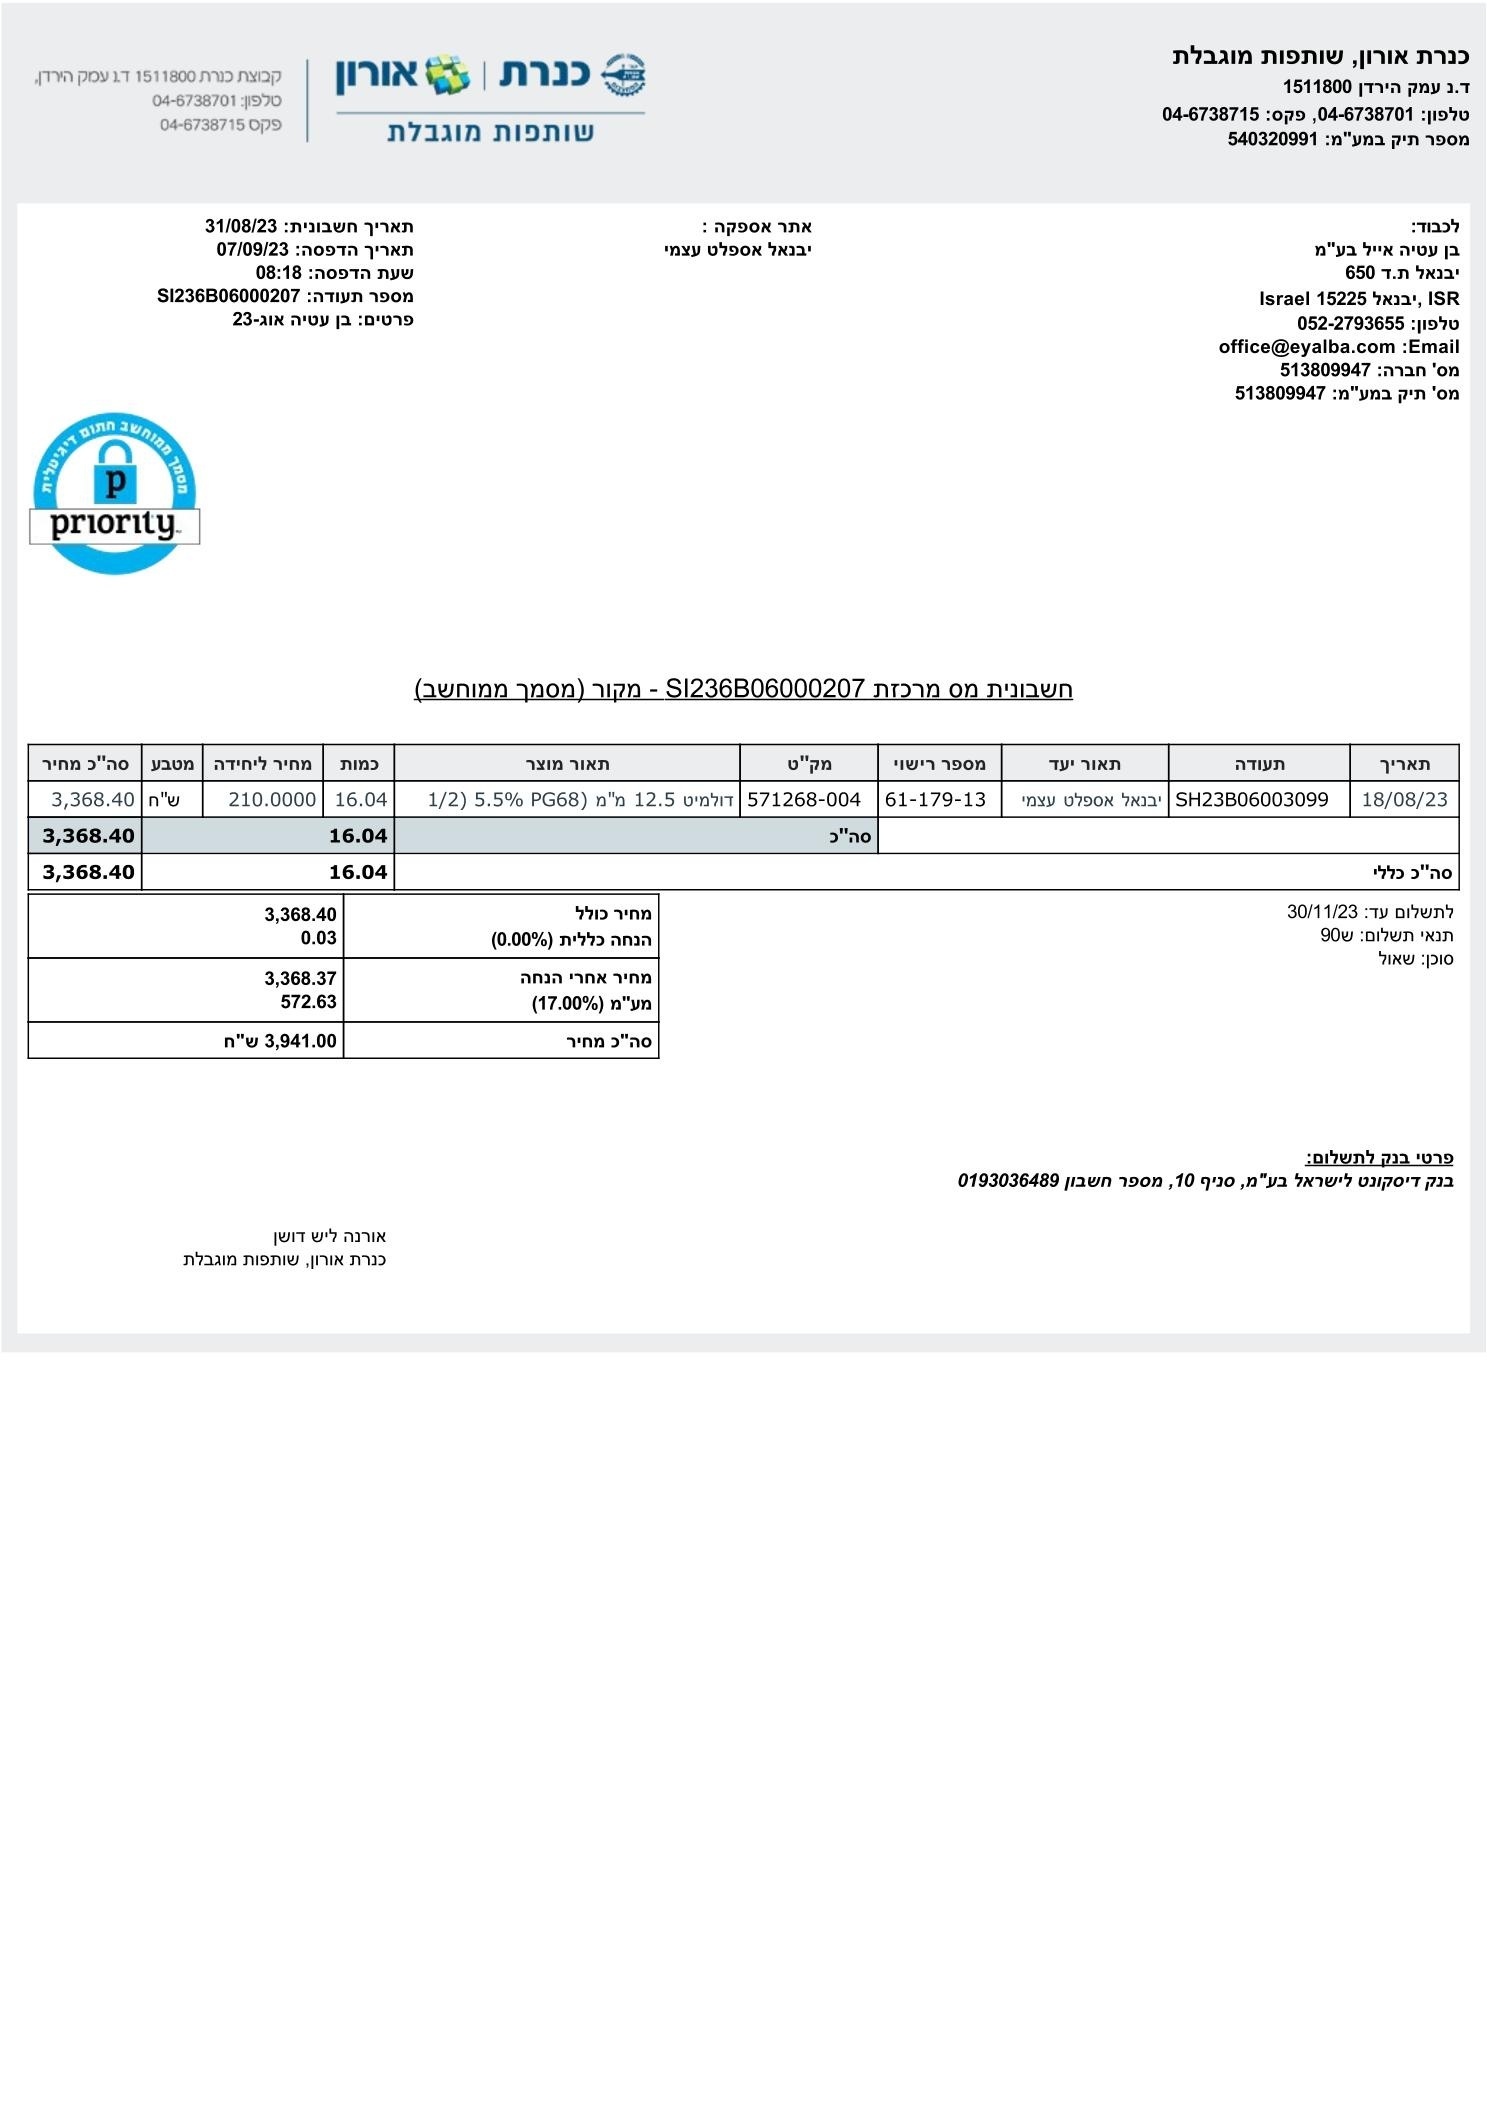 כנרת אורון, שותפות מוגבלת
ד.נ עמק הירדן 1511800
טלפון: 04-6738701, פקס: 04-6738715
מספר תיק במע"מ: 540320991
כנרת | אורון
שותפות מוגבלת
קבוצת כנרת 1511800 ד.נ עמק הירדן,
טלפון: 04-6738701
פקס 04-6738715
לכבוד:
בן עטיה אייל בע"מ
יבנאל ת.ד 650
ISR ,יבנאל 15225 Israel
טלפון: 052-2793655
Email: office@eyalba.com
מס' חברה: 513809947
מס' תיק במע"מ: 513809947
אתר אספקה :
יבנאל אספלט עצמי
תאריך חשבונית: 31/08/23
תאריך הדפסה: 07/09/23
שעת הדפסה: 08:18
מספר תעודה: SI236B06000207
פרטים: בן עטיה אוג-23
מסמך ממוחשב חתום דיגיטלית
p
priority
חשבונית מס מרכזת SI236B06000207 - מקור (מסמך ממוחשב)
תאריך תעודה תאור יעד מספר רישוי מק"ט תאור מוצר כמות מחיר ליחידה מטבע סה"כ מחיר
18/08/23 SH23B06003099 יבנאל אספלט עצמי 61-179-13 571268-004 דולמיט 12.5 מ"מ (1/2 (5.5% PG68 16.04 210.0000 ש"ח 3,368.40
סה"כ 16.04 3,368.40
סה"כ כללי 16.04 3,368.40
לתשלום עד: 30/11/23
תנאי תשלום: ש90
סוכן: שאול
מחיר כולל 3,368.40
הנחה כללית (0.00%) 0.03
מחיר אחרי הנחה 3,368.37
מע"מ (17.00%) 572.63
סה"כ מחיר 3,941.00 ש"ח
פרטי בנק לתשלום:
בנק דיסקונט לישראל בע"מ, סניף 10, מספר חשבון 0193036489
אורנה ליש דושן
כנרת אורון, שותפות מוגבלת